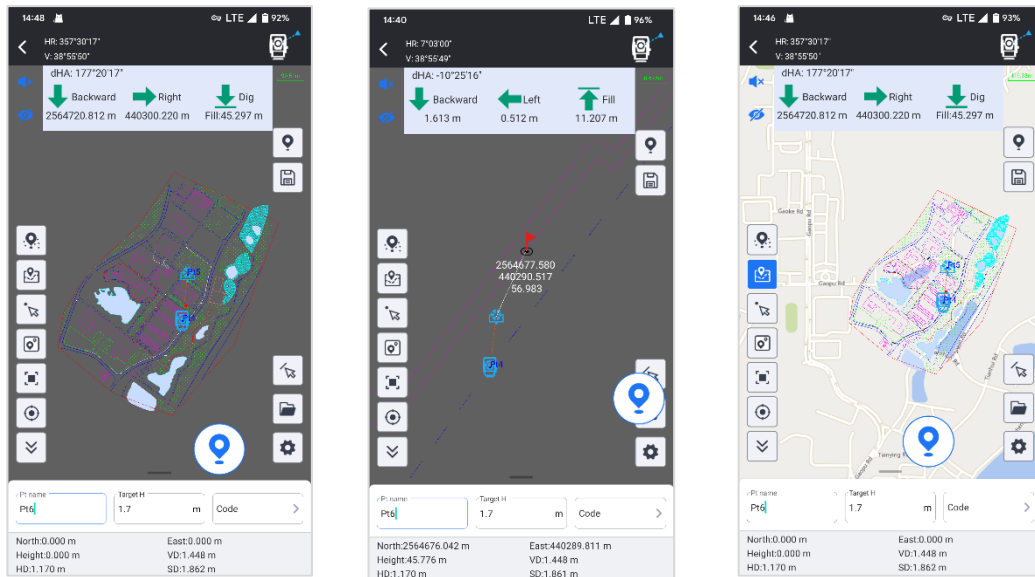 14:48
LTE
92%
HR: 357°30'17"
V: 38°55'50"
dHA: 177°20'17"
Backward
Right
Dig
2564720.812 m
440300.220 m
Fill:45.297 m
Pt5
Pt name
Pt6
Target H
1.7
m
Code
North:0.000 m
East:0.000 m
Height:0.000 m
VD:1.448 m
HD:1.170 m
SD:1.862 m
14:40
LTE
96%
HR: 7°03'00"
V: 38°55'49"
dHA: -10°25'16"
Backward
Left
Fill
1.613 m
0.512 m
11.207 m
2564677.580
440290.517
56.983
Pt4
Pt name
Pt6
Target H
1.7
m
Code
North:2564676.042 m
East:440289.811 m
Height:45.776 m
VD:1.448 m
HD:1.170 m
SD:1.861 m
14:46
LTE
93%
HR: 357°30'17"
V: 38°55'50"
dHA: 177°20'17"
Backward
Right
Dig
2564720.812 m
440300.220 m
Fill:45.297 m
Gaoke Rd
Gaopu Rd
Gaopu Rd
Pt5
Tianying Rd
Pt name
Pt6
Target H
1.7
m
Code
North:0.000 m
East:0.000 m
Height:0.000 m
VD:1.448 m
HD:1.170 m
SD:1.862 m